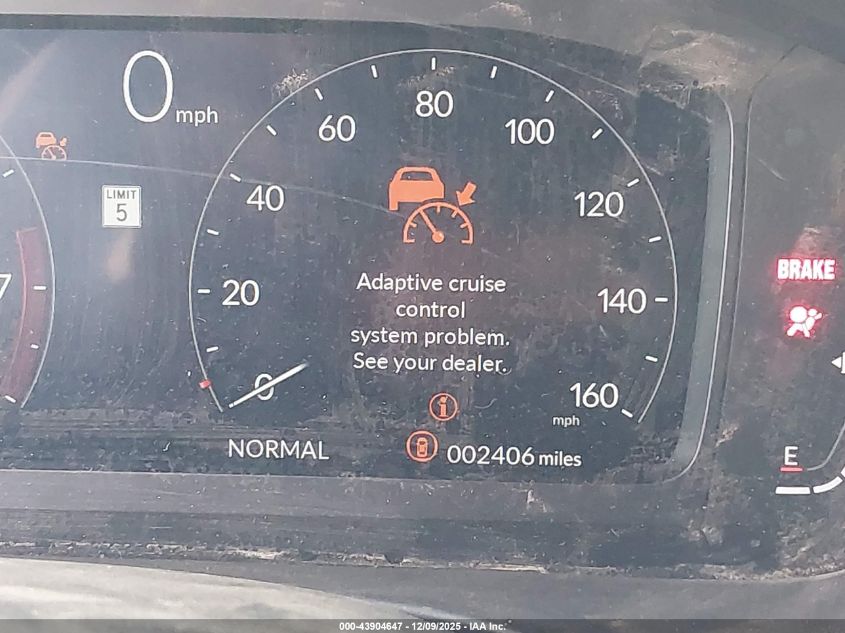 0 mph
LIMIT
5
7
0
20
40
60
80
100
120
140
160
mph
Adaptive cruise
control
system problem.
See your dealer.
i
NORMAL
002406 miles
BRAKE
E
000-43904647 - 12/09/2025 - IAA Inc.